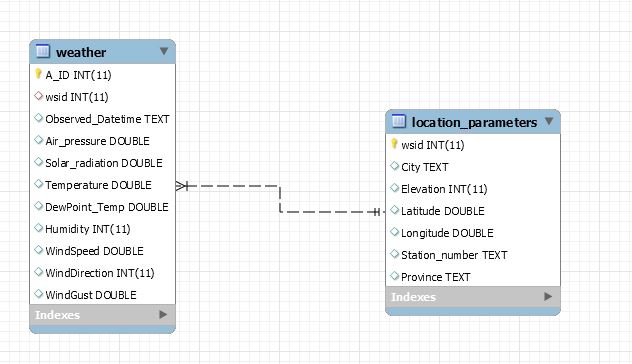 weather
A_ID INT(11)
wsid INT(11)
Observed_Datetime TEXT
Air_pressure DOUBLE
Solar_radiation DOUBLE
Temperature DOUBLE
DewPoint_Temp DOUBLE
Humidity INT(11)
WindSpeed DOUBLE
WindDirection INT(11)
WindGust DOUBLE
Indexes
location_parameters
wsid INT(11)
City TEXT
Elevation INT(11)
Latitude DOUBLE
Longitude DOUBLE
Station_number TEXT
Province TEXT
Indexes